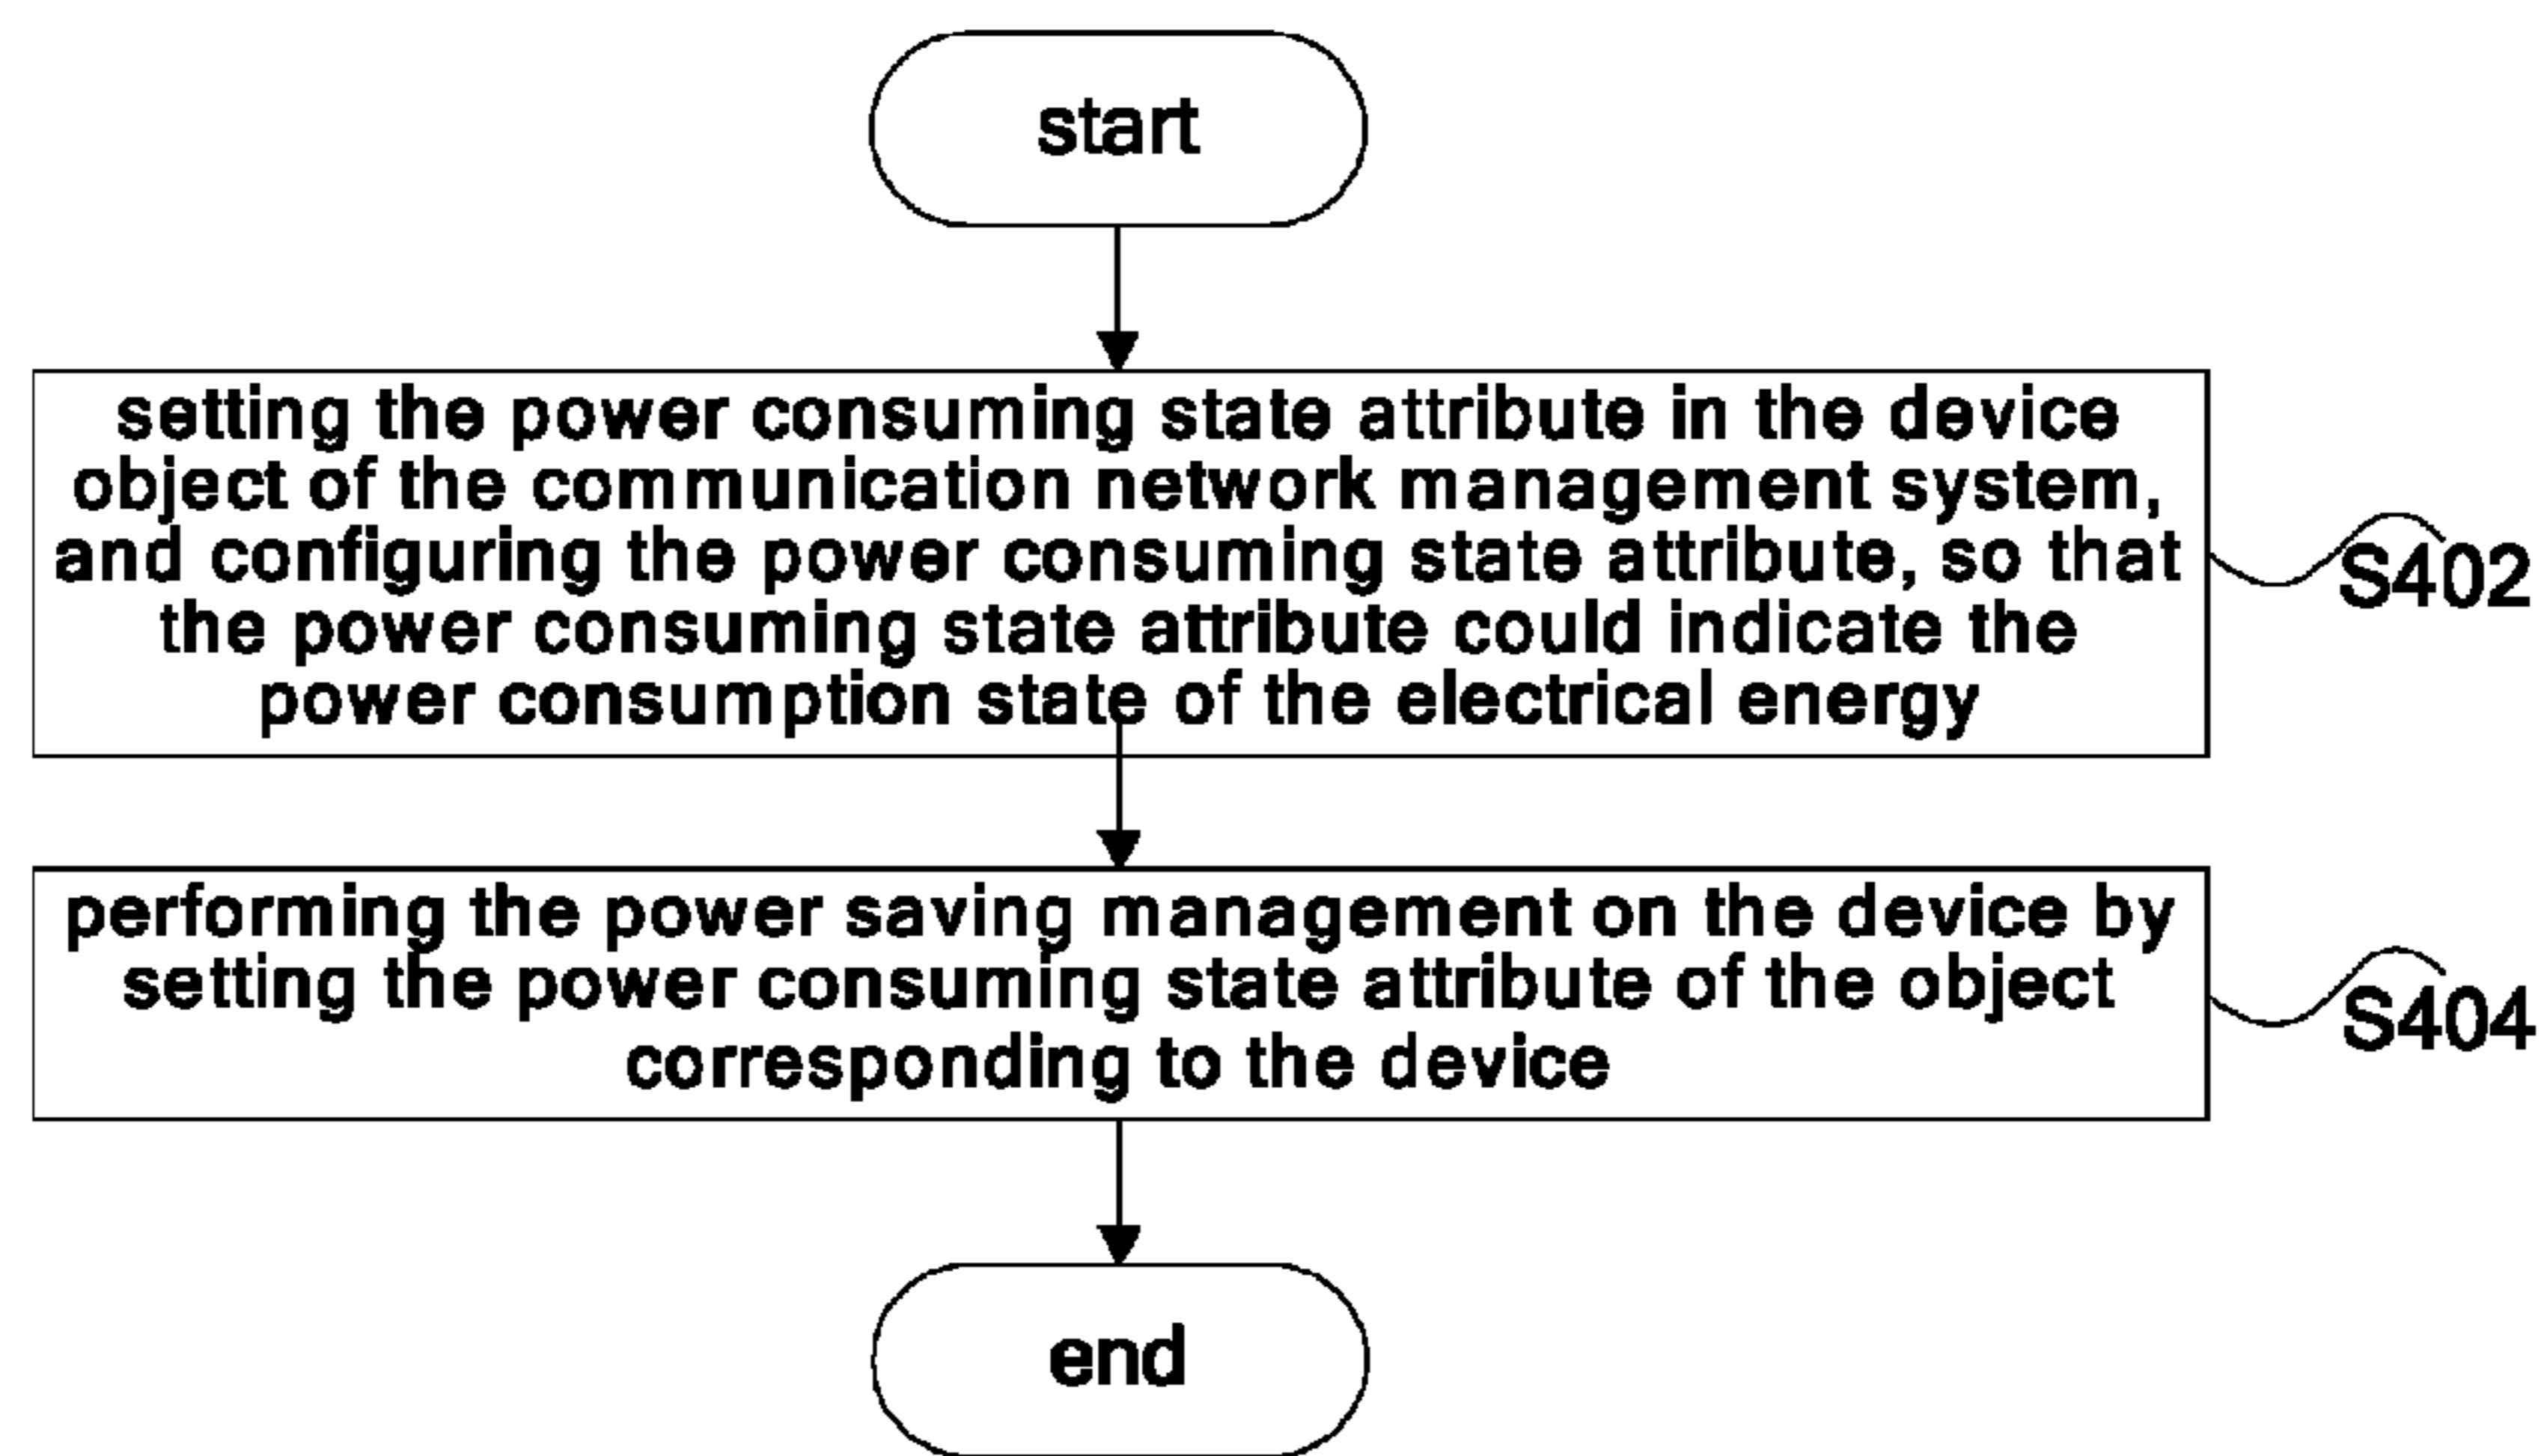 start
setting the power consuming state attribute in the device
object of the communication network management system,
and configuring the power consuming state attribute, so that
the power consuming state attribute could indicate the
power consumption state of the electrical energy
S402
performing the power saving management on the device by
setting the power consuming state attribute of the object
corresponding to the device
S404
end